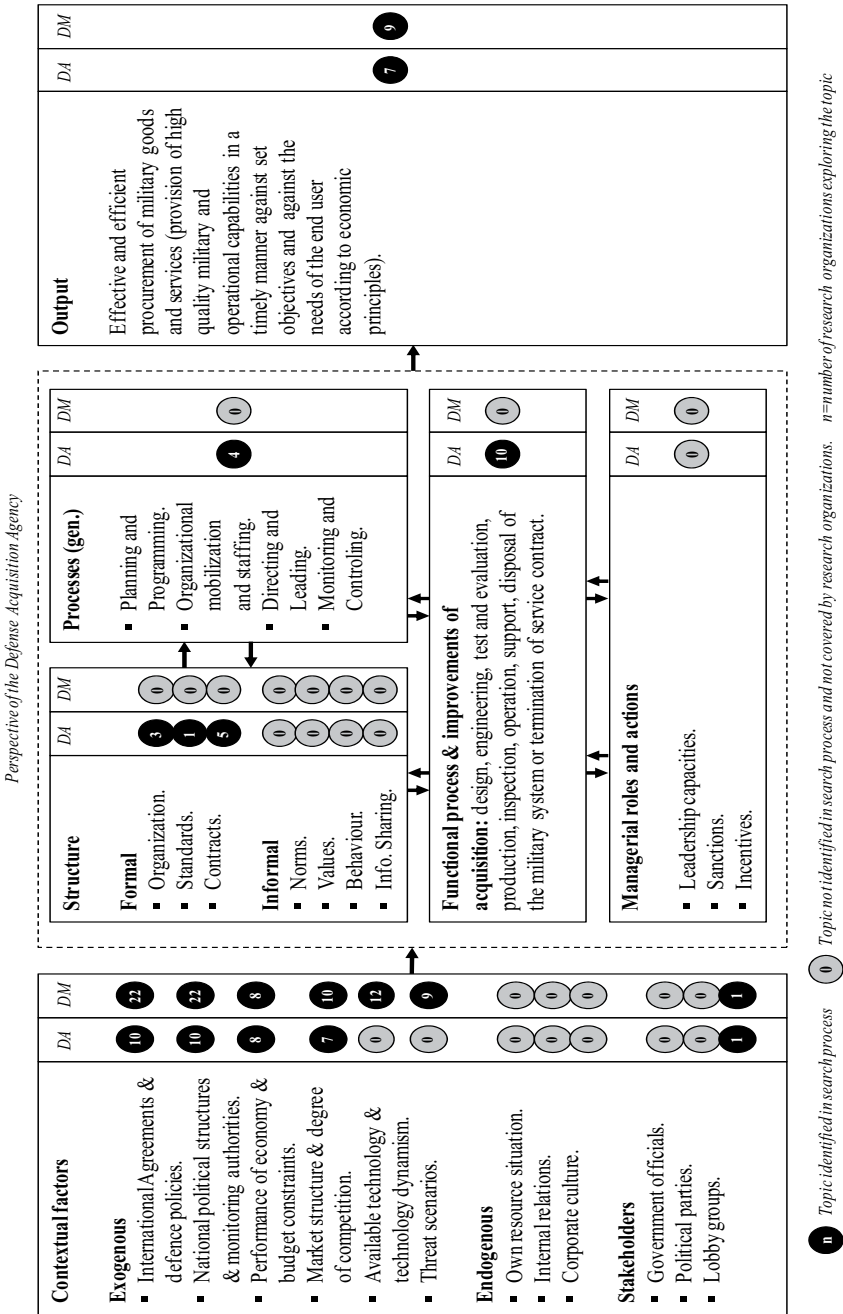 Perspective of the Defense Acquisition Agency
Contextual factors
DA
DM
Exogenous
▪ International Agreements &
defence policies.
10
22
▪ National political structures
& monitoring authorities.
10
22
▪ Performance of economy &
budget constraints.
8
8
▪ Market structure & degree
of competition.
7
10
▪ Available technology &
technology dynamism.
0
12
▪ Threat scenarios.
0
9
Endogenous
▪ Own resource situation.
0
0
▪ Internal relations.
0
0
▪ Corporate culture.
0
0
Stakeholders
▪ Government officials.
0
0
▪ Political parties.
0
0
▪ Lobby groups.
1
1
Structure
DA
DM
Formal
▪ Organization.
3
0
▪ Standards.
1
0
▪ Contracts.
5
0
Informal
▪ Norms.
0
0
▪ Values.
0
0
▪ Behaviour.
0
0
▪ Info. Sharing.
0
0
Processes (gen.)
DA
DM
▪ Planning and
Programming.
▪ Organizational
mobilization
and staffing.
▪ Directing and
Leading.
▪ Monitoring and
Controling.
4
0
Functional process & improvements of
acquisition: design, engineering, test and evaluation,
production, inspection, operation, support, disposal of
the military system or termination of service contract.
DA
DM
10
0
Managerial roles and actions
DA
DM
▪ Leadership capacities.
▪ Sanctions.
▪ Incentives.
0
0
Output
DA
DM
Effective and efficient
procurement of military goods
and services (provision of high
quality military and
operational capabilities in a
timely manner against set
objectives and against the
needs of the end user
according to economic
principles).
7
9
n Topic identified in search process
0 Topic not identified in search process and not covered by research organizations.
n=number of research organizations exploring the topic